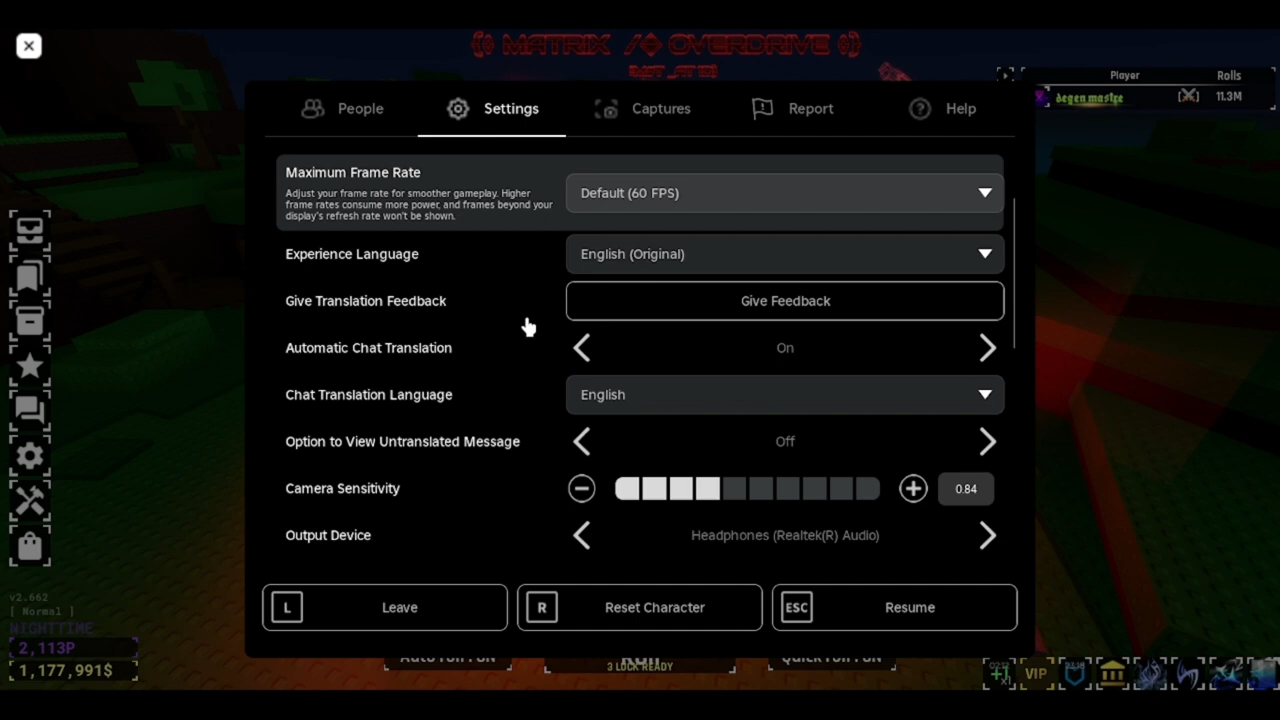 MATRIX /◈ OVERDRIVE
Player Rolls
degen mastre 11.3M
People
Settings
Captures
Report
Help
Maximum Frame Rate
Adjust your frame rate for smoother gameplay. Higher
frame rates consume more power, and frames beyond your
display's refresh rate won't be shown.
Default (60 FPS)
Experience Language
English (Original)
Give Translation Feedback
Give Feedback
Automatic Chat Translation
On
Chat Translation Language
English
Option to View Untranslated Message
Off
Camera Sensitivity
0.84
Output Device
Headphones (Realtek(R) Audio)
L Leave
R Reset Character
ESC Resume
v2.662
[ Normal ]
NIGHTTIME
2,113P
1,177,991$
3 LUCK READY
VIP